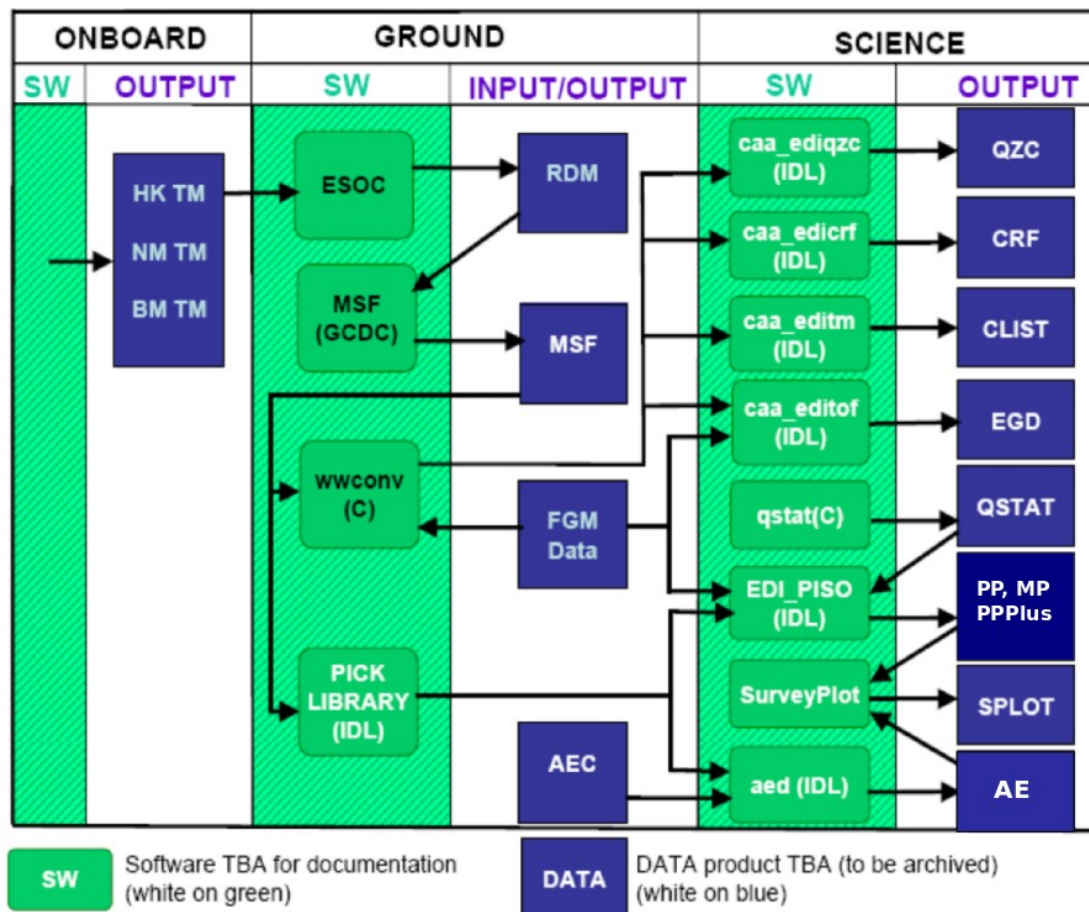 ONBOARD
GROUND
SCIENCE
SW
OUTPUT
SW
INPUT/OUTPUT
SW
OUTPUT
HK TM
NM TM
BM TM
ESOC
MSF
(GCDC)
wwconv
(C)
PICK
LIBRARY
(IDL)
RDM
MSF
FGM
Data
AEC
caa_ediqzc
(IDL)
caa_edicrf
(IDL)
caa_editm
(IDL)
caa_editof
(IDL)
qstat(C)
EDI_PISO
(IDL)
SurveyPlot
aed (IDL)
QZC
CRF
CLIST
EGD
QSTAT
PP, MP
PPPlus
SPLOT
AE
SW
Software TBA for documentation
(white on green)
DATA
DATA product TBA (to be archived)
(white on blue)